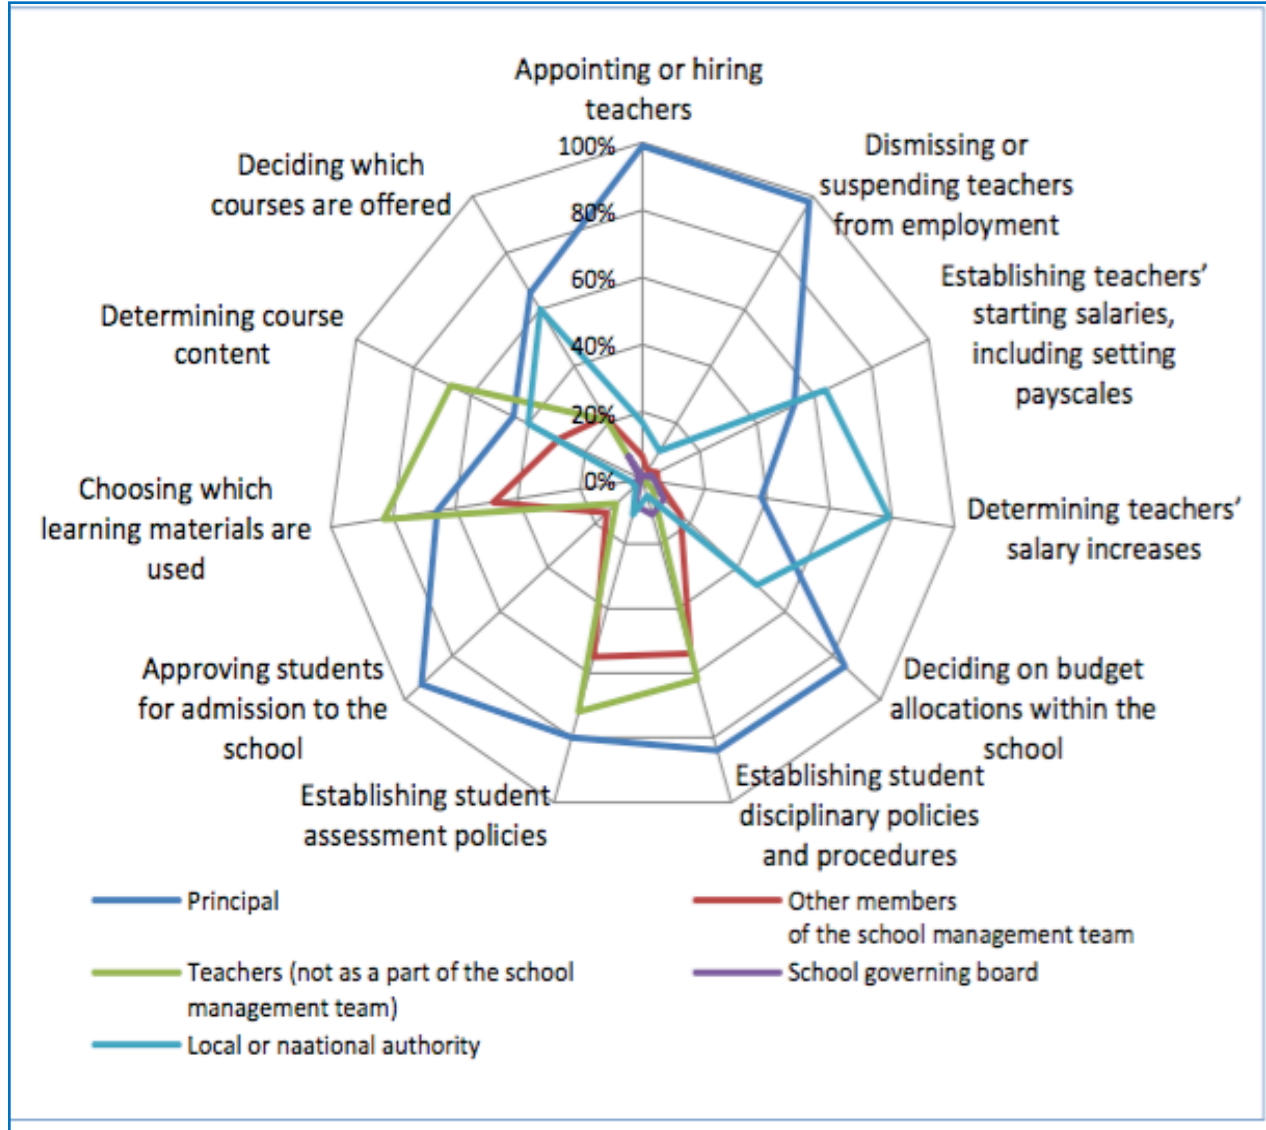 Appointing or hiring
teachers
Dismissing or
suspending teachers
from employment
Establishing teachers’
starting salaries,
including setting
payscales
Determining teachers’
salary increases
Deciding on budget
allocations within the
school
Establishing student
disciplinary policies
and procedures
Establishing student
assessment policies
Approving students
for admission to the
school
Choosing which
learning materials are
used
Determining course
content
Deciding which
courses are offered
100%
80%
60%
40%
20%
0%
Principal
Other members
of the school management team
Teachers (not as a part of the school
management team)
School governing board
Local or naational authority